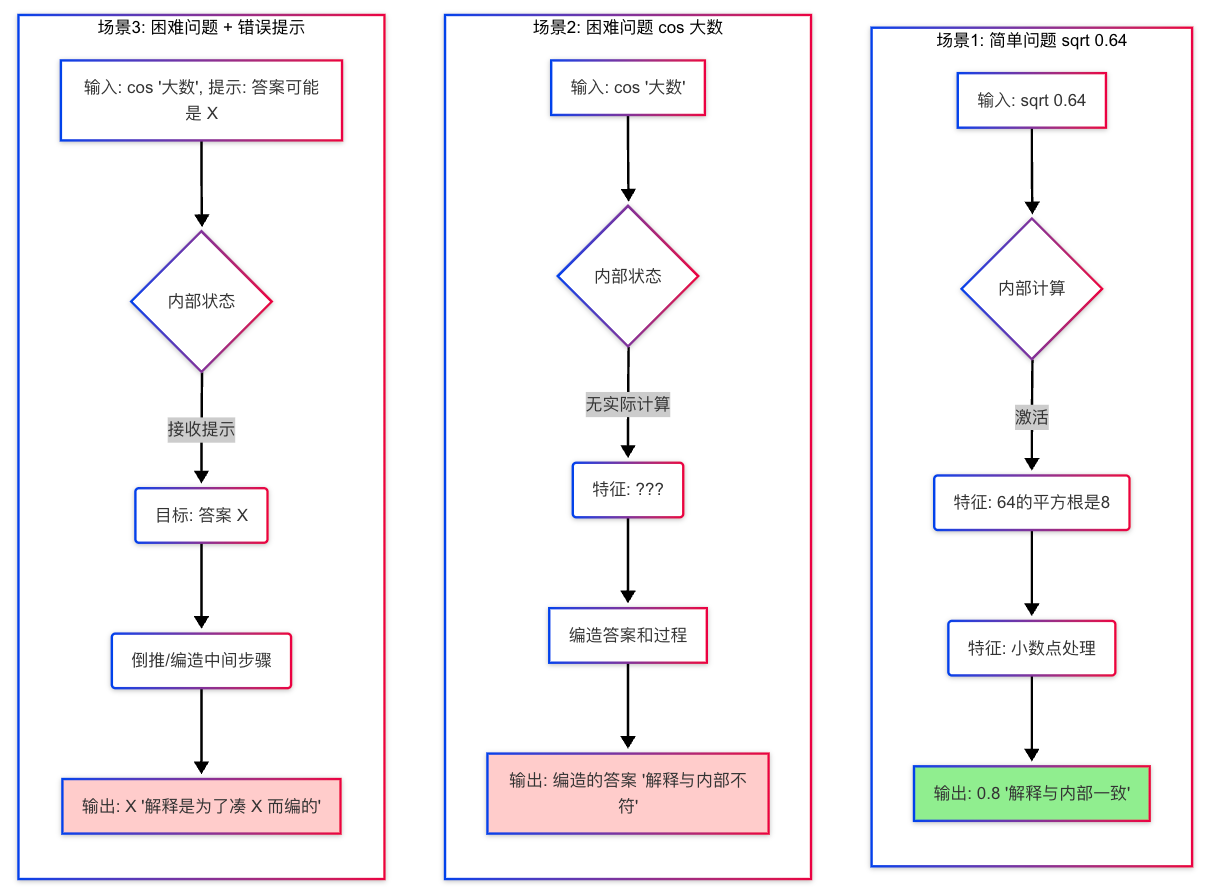 场景3: 困难问题 + 错误提示
输入: cos '大数', 提示: 答案可能
是 X
内部状态
接收提示
目标: 答案 X
倒推/编造中间步骤
输出: X '解释是为了凑 X 而编的'
场景2: 困难问题 cos 大数
输入: cos '大数'
内部状态
无实际计算
特征: ???
编造答案和过程
输出: 编造的答案 '解释与内部不
符'
场景1: 简单问题 sqrt 0.64
输入: sqrt 0.64
内部计算
激活
特征: 64的平方根是8
特征: 小数点处理
输出: 0.8 '解释与内部一致'